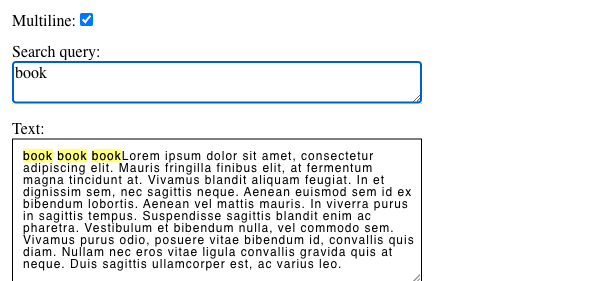 Multiline:
Search query:
book
Text:
book book bookLorem ipsum dolor sit amet, consectetur
adipiscing elit. Mauris fringilla finibus elit, at fermentum
magna tincidunt at. Vivamus blandit aliquam feugiat. In et
dignissim sem, nec sagittis neque. Aenean euismod sem id ex
bibendum lobortis. Aenean vel mattis mauris. In viverra purus
in sagittis tempus. Suspendisse sagittis blandit enim ac
pharetra. Vestibulum et bibendum nulla, vel commodo sem.
Vivamus purus odio, posuere vitae bibendum id, convallis quis
diam. Nullam nec eros vitae ligula convallis gravida quis at
neque. Duis sagittis ullamcorper est, ac varius leo.